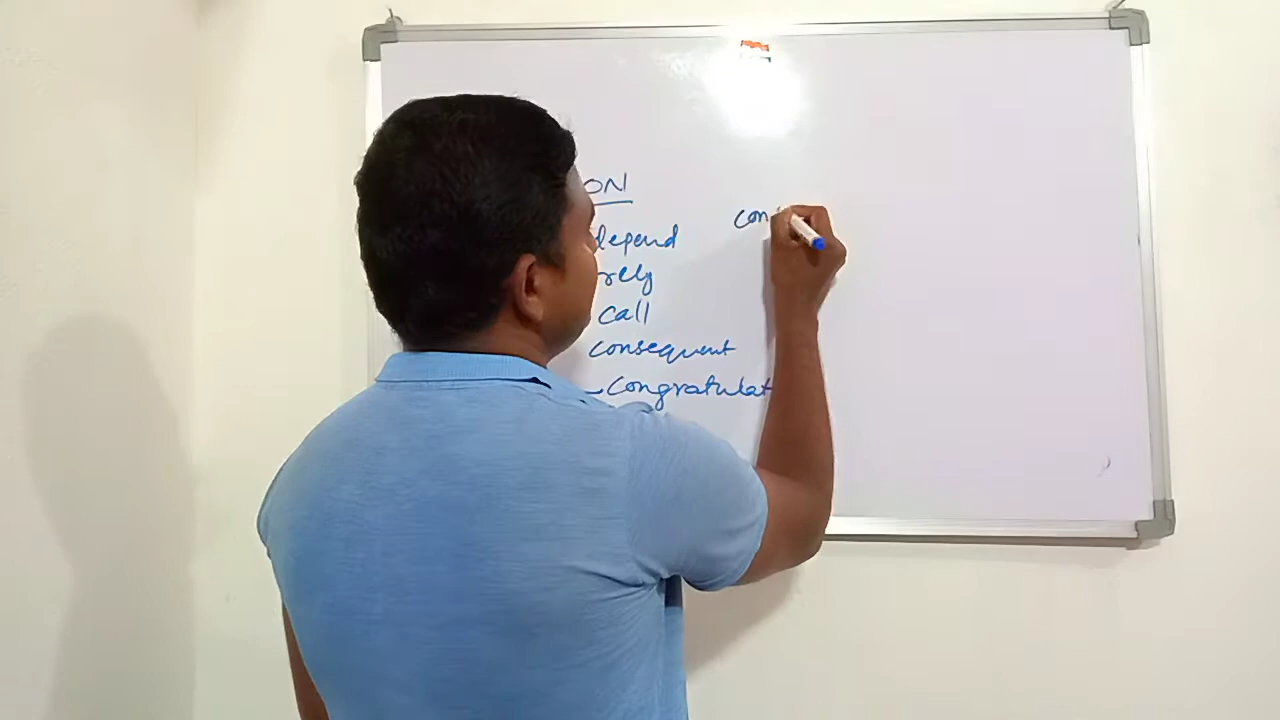 ON
depend
rely
call
consequent
Congratulat
con